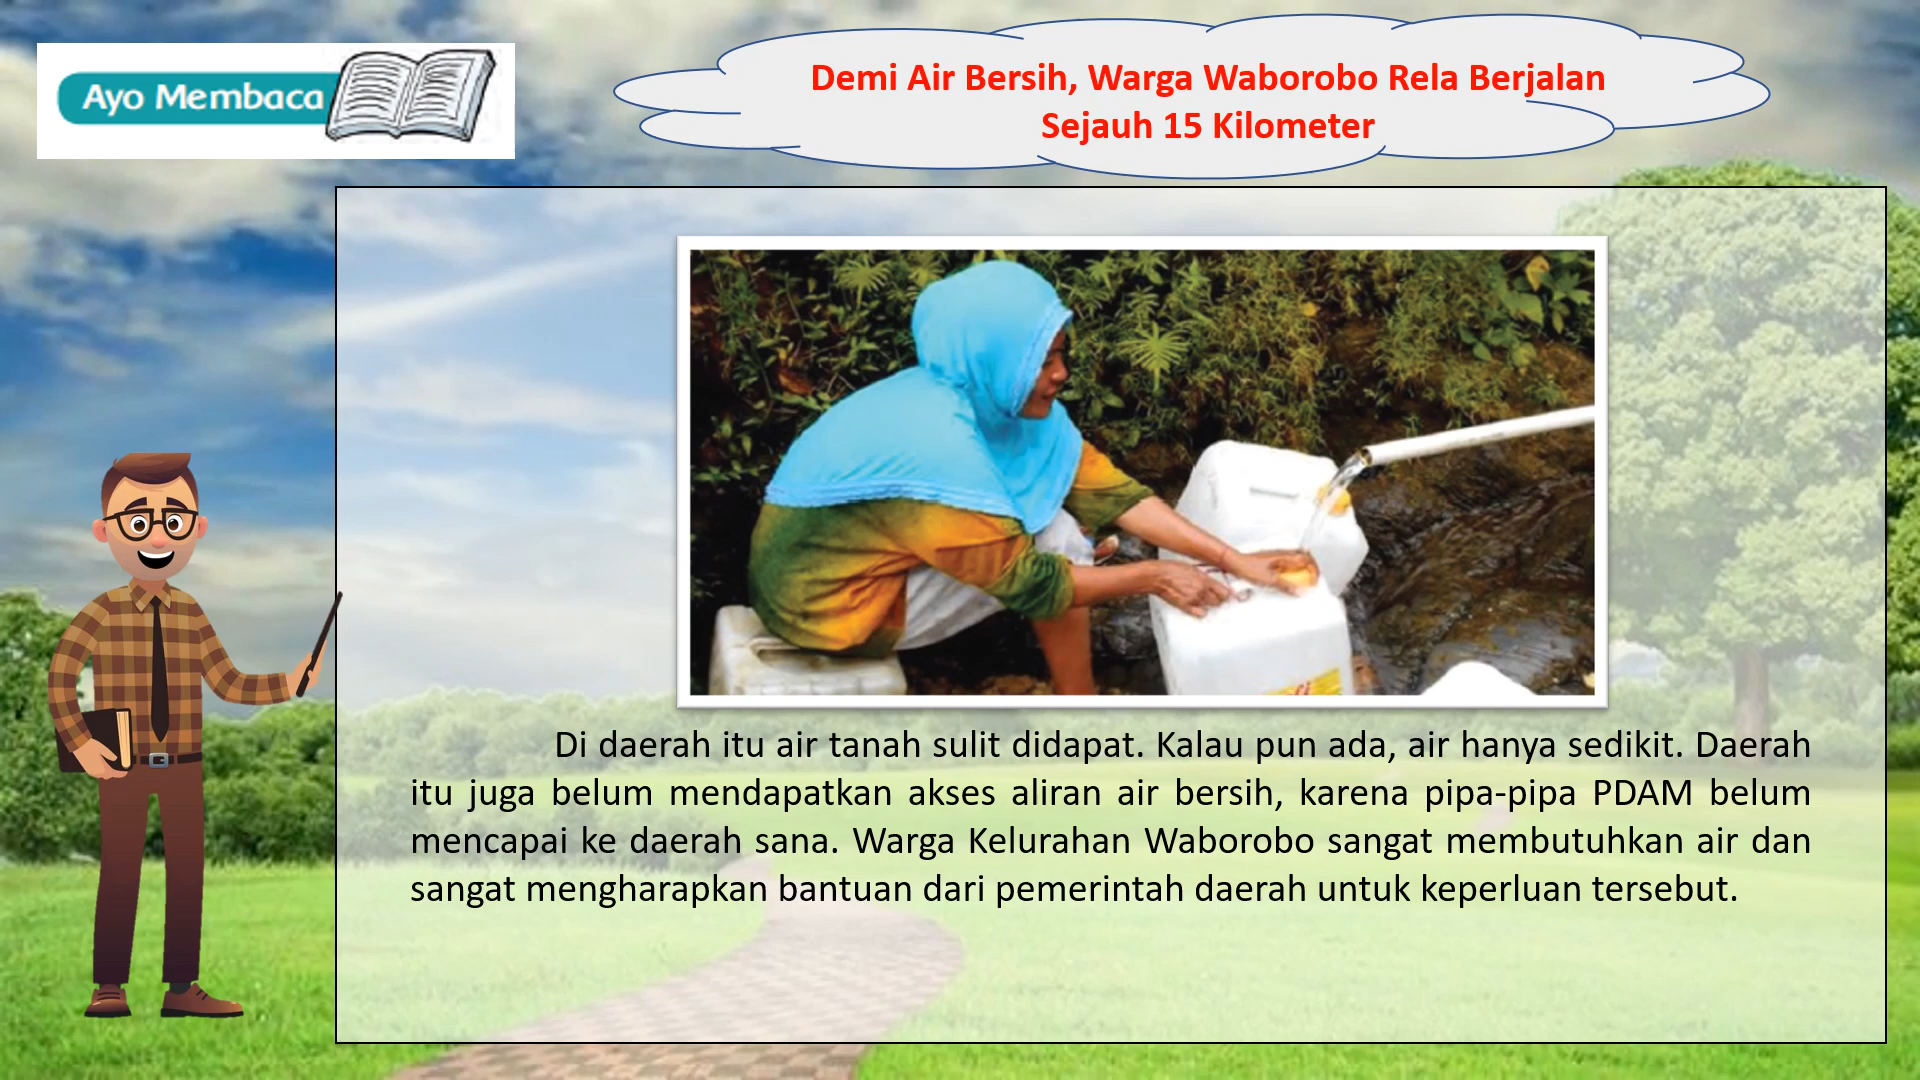 Ayo Membaca
Demi Air Bersih, Warga Waborobo Rela Berjalan
Sejauh 15 Kilometer
Di daerah itu air tanah sulit didapat. Kalau pun ada, air hanya sedikit. Daerah
itu juga belum mendapatkan akses aliran air bersih, karena pipa-pipa PDAM belum
mencapai ke daerah sana. Warga Kelurahan Waborobo sangat membutuhkan air dan
sangat mengharapkan bantuan dari pemerintah daerah untuk keperluan tersebut.